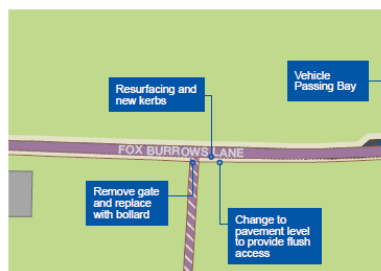 Vehicle
Passing Bay
Resurfacing and
new kerbs
FOX BURROWS LANE
Remove gate
and replace
with bollard
Change to
pavement level
to provide flush
access